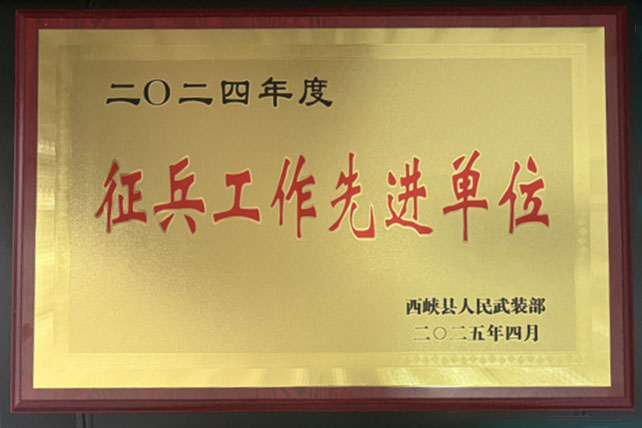 二〇二四年度
征兵工作先进单位
西峡县人民武装部
二〇二五年四月